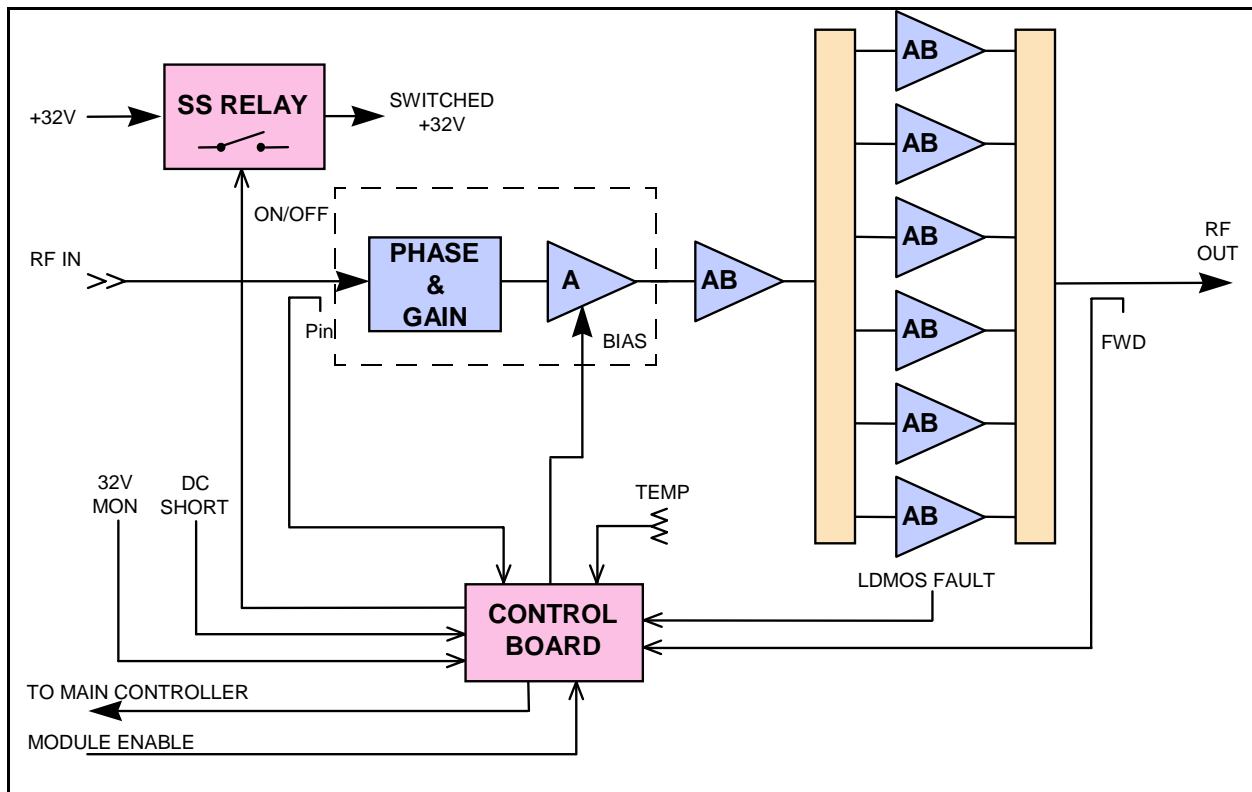 SS RELAY
+32V
SWITCHED
+32V
ON/OFF
RF IN
PHASE
&
GAIN
A
BIAS
Pin
AB
AB
AB
AB
AB
AB
AB
RF
OUT
FWD
32V
MON
DC
SHORT
TEMP
LDMOS FAULT
CONTROL
BOARD
TO MAIN CONTROLLER
MODULE ENABLE